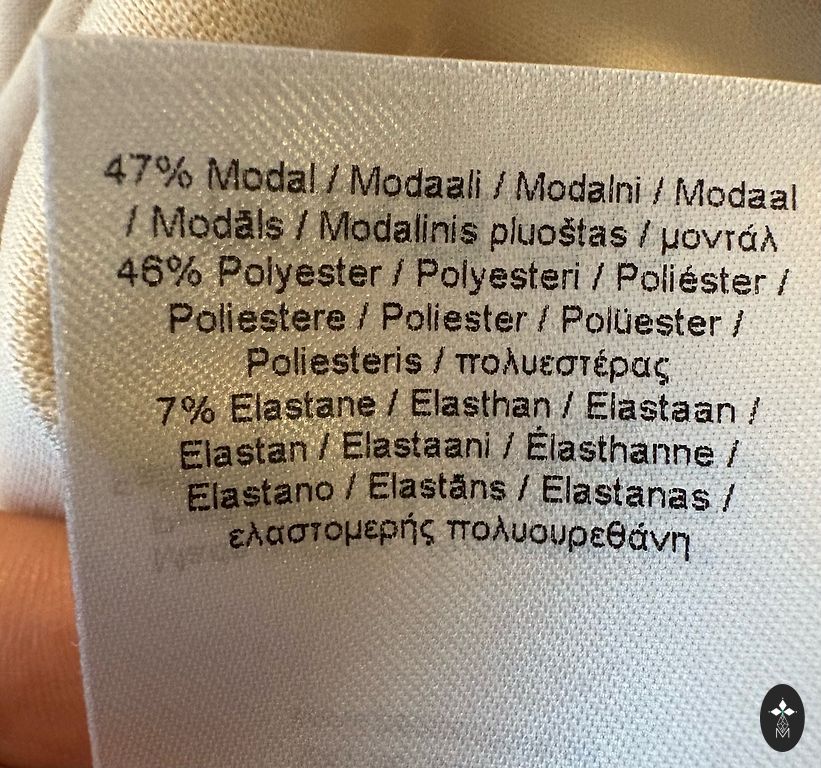 47% Modal / Modaali / Modalni / Modaal
/ Modāls / Modalinis pluoštas / μοντάλ
46% Polyester / Polyesteri / Poliéster /
Poliestere / Poliester / Polüester /
Poliesteris / πολυεστέρας
7% Elastane / Elasthan / Elastaan /
Elastan / Elastaani / Élasthanne /
Elastano / Elastāns / Elastanas /
ελαστομερής πολυουρεθάνη
M